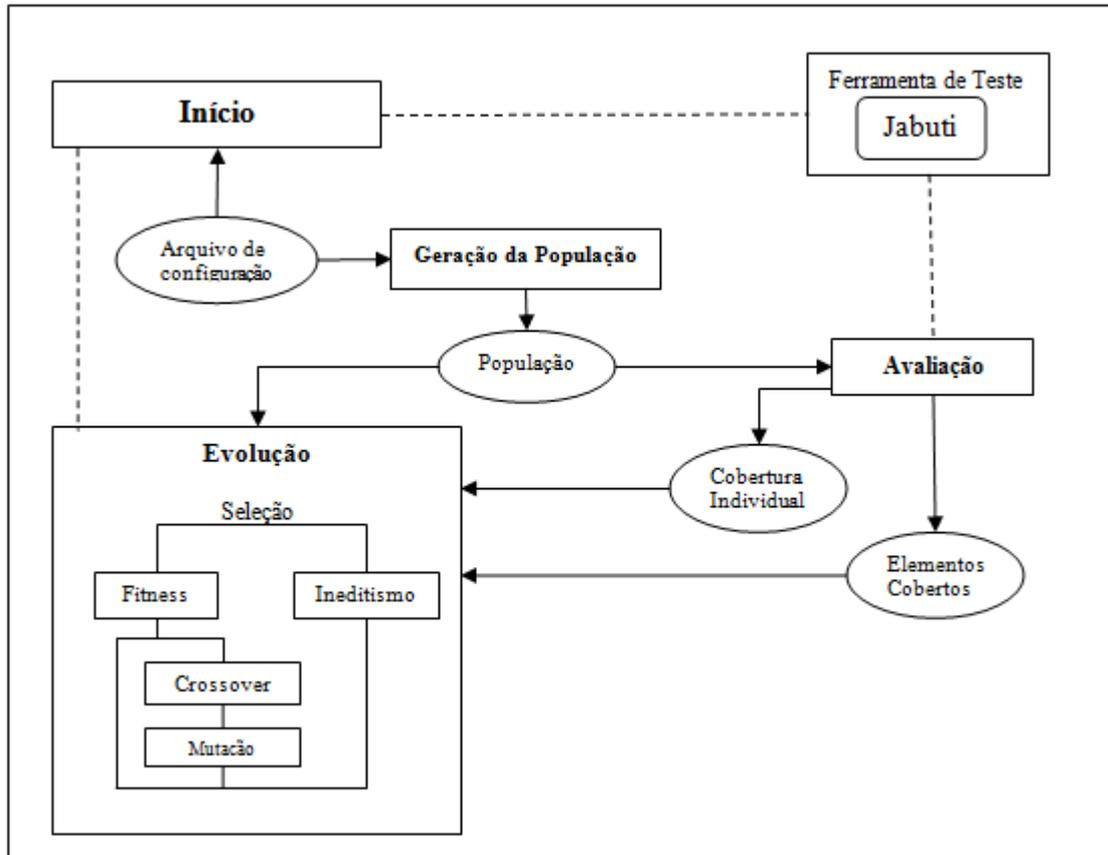 Início
Ferramenta de Teste
Jabuti
Arquivo de
configuração
Geração da População
População
Avaliação
Evolução
Cobertura
Individual
Seleção
Elementos
Cobertos
Fitness
Ineditismo
Crossover
Mutação